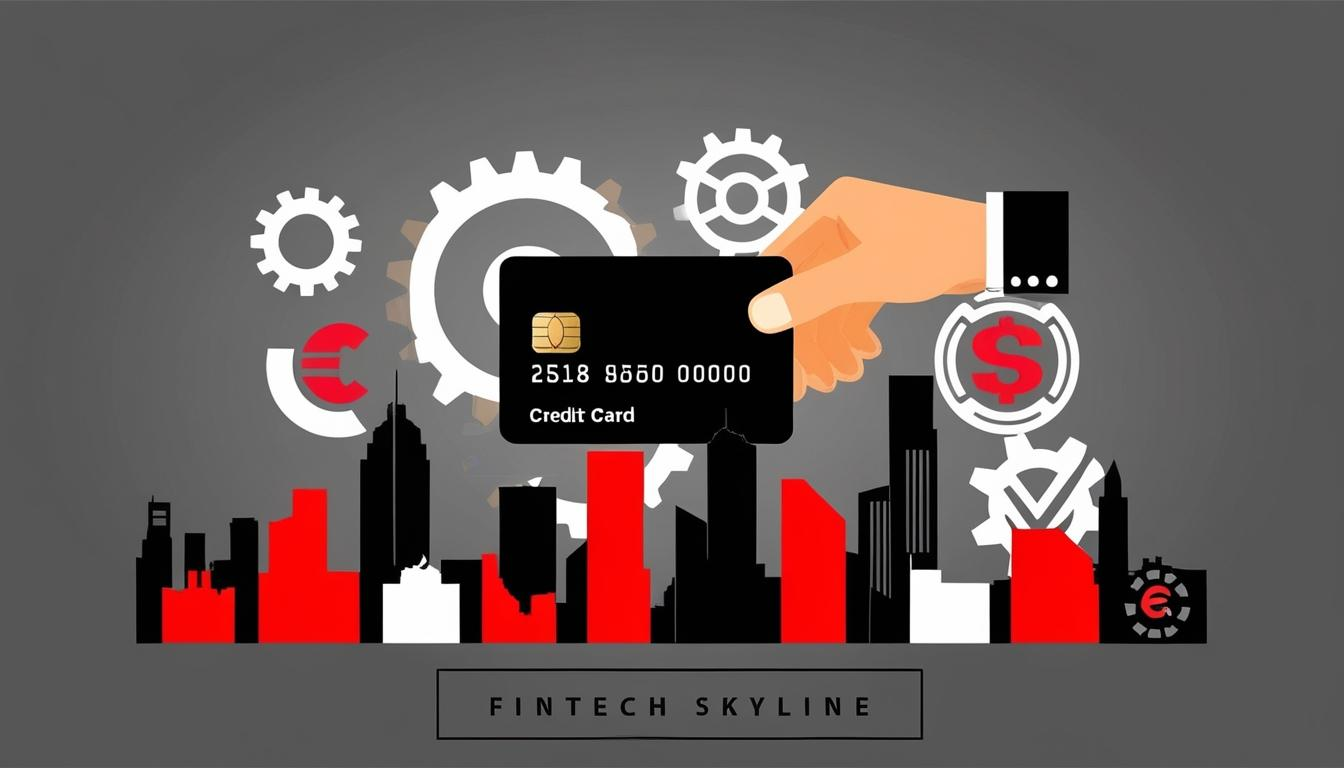 $
2518 9860 00000
Credit Card
FINTECH SKYLINE